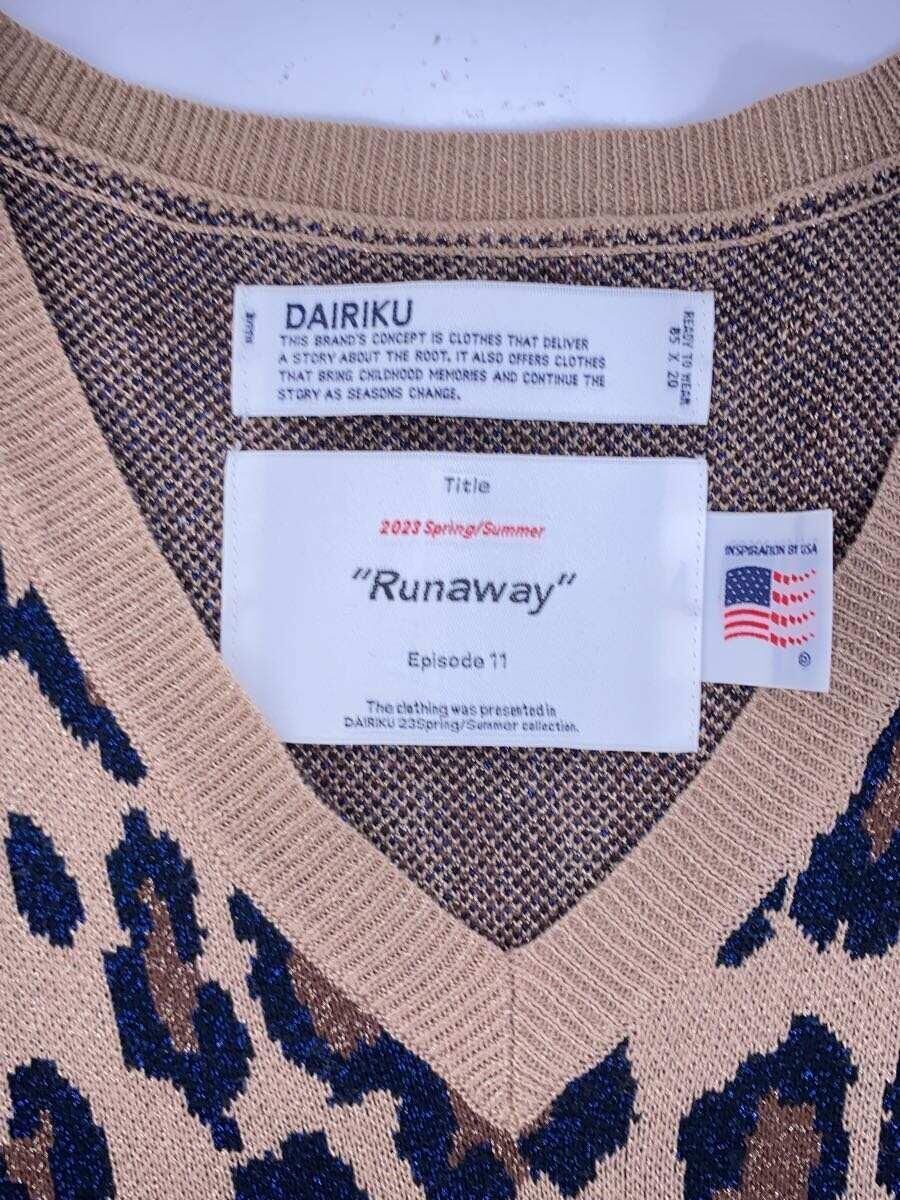 DAIRIKU
THIS BRAND'S CONCEPT IS CLOTHES THAT DELIVER
A STORY ABOUT THE ROOT. IT ALSO OFFERS CLOTHES
THAT BRING CHILDHOOD MEMORIES AND CONTINUE THE
STORY AS SEASONS CHANGE.
READY TO WEAR
65 X 20
Title
2023 Spring/Summer
"Runaway"
Episode 11
The clothing was presented in
DAIRIKU 23Spring/Summer collection.
INSPIRATION BY USA